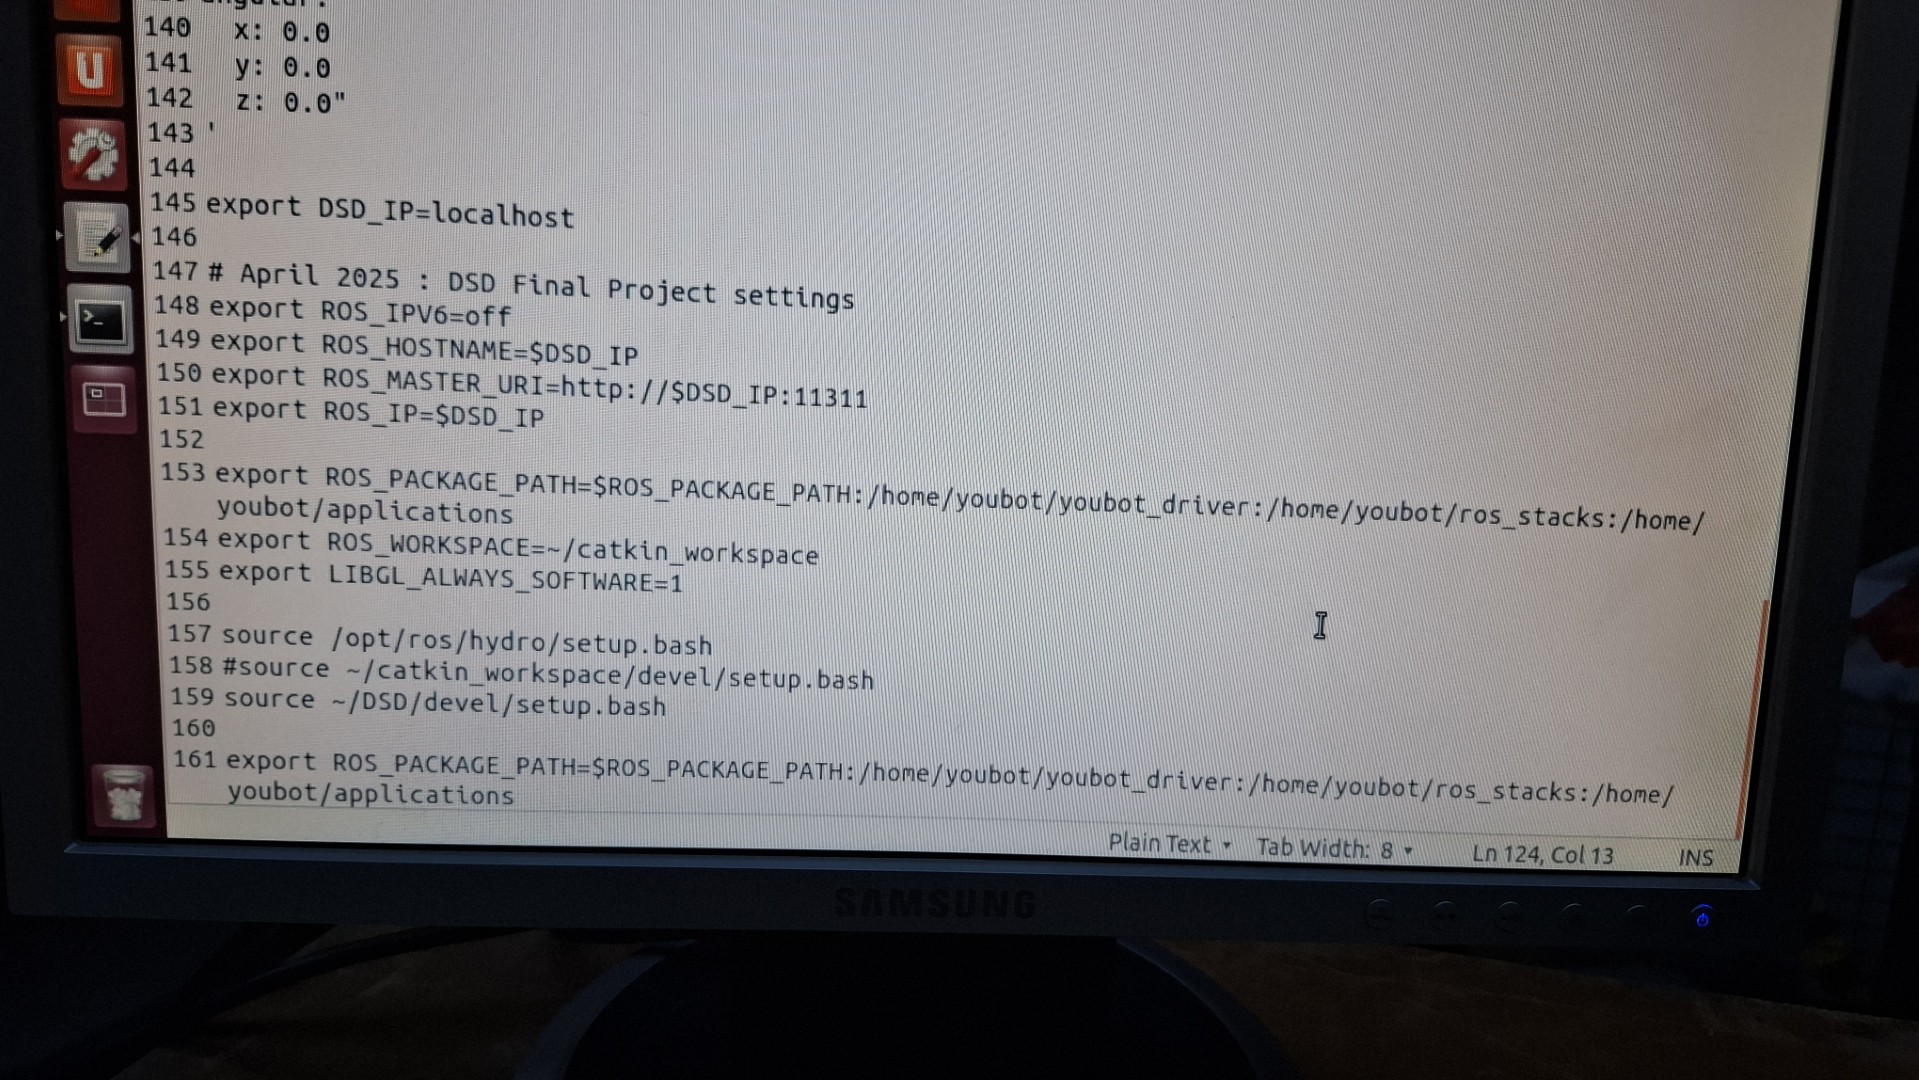 140   x: 0.0
141   y: 0.0
142   z: 0.0"
143 '
144
145 export DSD_IP=localhost
146
147 # April 2025 : DSD Final Project settings
148 export ROS_IPV6=off
149 export ROS_HOSTNAME=$DSD_IP
150 export ROS_MASTER_URI=http://$DSD_IP:11311
151 export ROS_IP=$DSD_IP
152
153 export ROS_PACKAGE_PATH=$ROS_PACKAGE_PATH:/home/youbot/youbot_driver:/home/youbot/ros_stacks:/home/
youbot/applications
154 export ROS_WORKSPACE=~/catkin_workspace
155 export LIBGL_ALWAYS_SOFTWARE=1
156
157 source /opt/ros/hydro/setup.bash
158 #source ~/catkin_workspace/devel/setup.bash
159 source ~/DSD/devel/setup.bash
160
161 export ROS_PACKAGE_PATH=$ROS_PACKAGE_PATH:/home/youbot/youbot_driver:/home/youbot/ros_stacks:/home/
youbot/applications
Plain Text Tab Width: 8 Ln 124, Col 13 INS
SAMSUNG